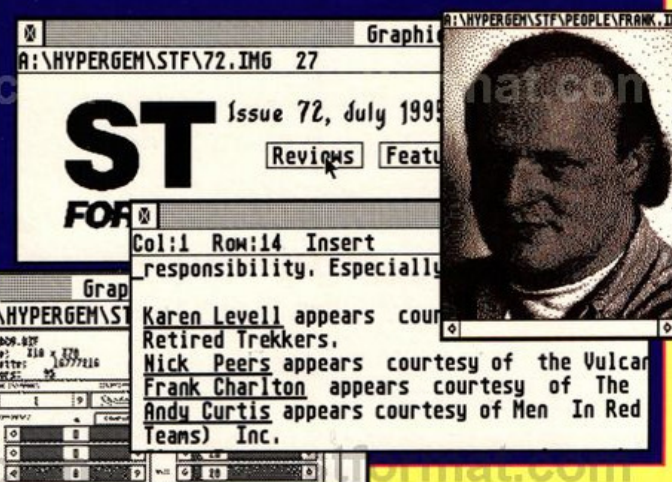 A:\HYPERGEM\STF\PEOPLE\FRANK.I
Graphic
A:\HYPERGEM\STF\72.IMG 27
ST
FOR
Issue 72, July 1995
Reviews Featu
Col:1 Row:14 Insert
_responsibility. Especially
Karen Levell appears cour
Retired Trekkers.
Nick Peers appears courtesy of the Vulcan
Frank Charlton appears courtesy of The
Andy Curtis appears courtesy of Men In Red
Teams) Inc.
Grap
\HYPERGEM\ST
16777216